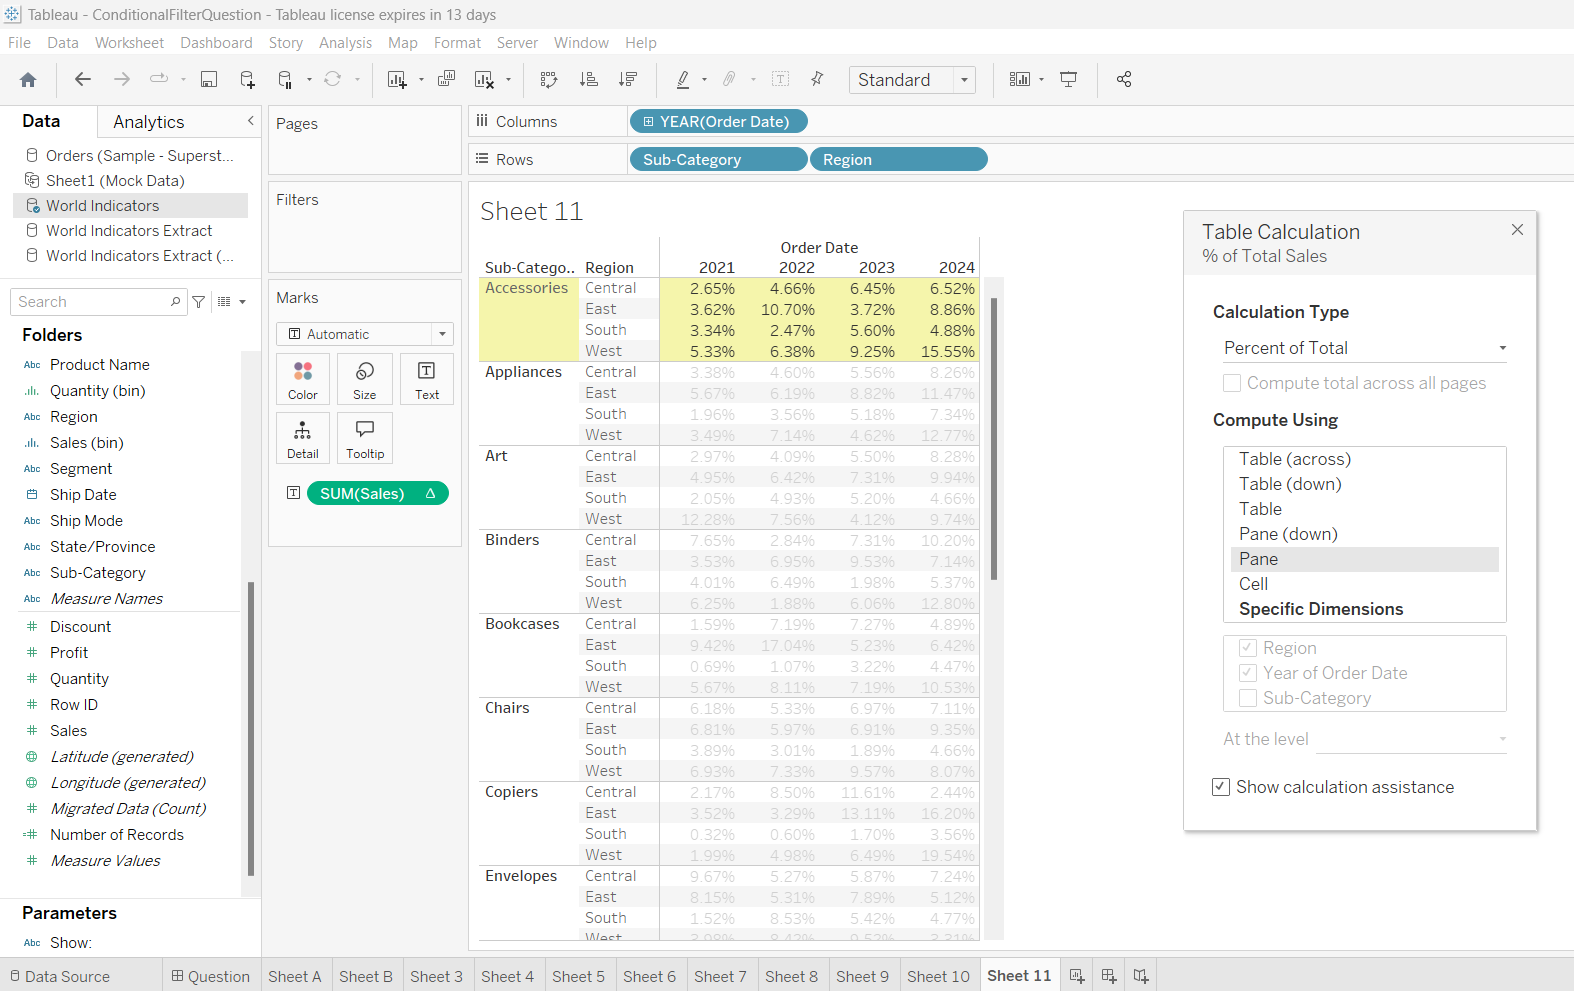 Tableau - ConditionalFilterQuestion - Tableau license expires in 13 days
File Data Worksheet Dashboard Story Analysis Map Format Server Window Help
Standard
Data Analytics
Orders (Sample - Superst...
Sheet1 (Mock Data)
World Indicators
World Indicators Extract
World Indicators Extract (...
Search
Folders
Abc Product Name
Quantity (bin)
Abc Region
Sales (bin)
Abc Segment
Ship Date
Abc Ship Mode
Abc State/Province
Abc Sub-Category
Abc Measure Names
# Discount
# Profit
# Quantity
# Row ID
# Sales
Latitude (generated)
Longitude (generated)
# Migrated Data (Count)
=# Number of Records
# Measure Values
Parameters
Abc Show:
Pages
Filters
Marks
T Automatic
Color Size Text
Detail Tooltip
T SUM(Sales) Δ
Columns YEAR(Order Date)
Rows Sub-Category Region
Sheet 11
Order Date
Sub-Catego.. Region 2021 2022 2023 2024
Accessories Central 2.65% 4.66% 6.45% 6.52%
East 3.62% 10.70% 3.72% 8.86%
South 3.34% 2.47% 5.60% 4.88%
West 5.33% 6.38% 9.25% 15.55%
Appliances Central 3.38% 4.60% 5.56% 8.26%
East 5.67% 6.19% 8.82% 11.47%
South 1.96% 3.56% 5.18% 7.34%
West 3.49% 7.14% 4.62% 12.77%
Art Central 2.97% 4.09% 5.50% 8.28%
East 4.95% 6.42% 7.31% 9.94%
South 2.05% 4.93% 5.20% 4.66%
West 12.28% 7.56% 4.12% 9.74%
Binders Central 7.65% 2.84% 7.31% 10.20%
East 3.53% 6.95% 9.53% 7.14%
South 4.01% 6.49% 1.98% 5.37%
West 6.25% 1.88% 6.06% 12.80%
Bookcases Central 1.59% 7.19% 7.27% 4.89%
East 9.42% 17.04% 5.23% 6.42%
South 0.69% 1.07% 3.22% 4.47%
West 5.67% 8.11% 7.19% 10.53%
Chairs Central 6.18% 5.33% 6.97% 7.11%
East 6.81% 5.97% 6.91% 9.35%
South 3.89% 3.01% 1.89% 4.66%
West 6.93% 7.33% 9.57% 8.07%
Copiers Central 2.17% 8.50% 11.61% 2.44%
East 3.52% 3.29% 13.11% 16.20%
South 0.32% 0.60% 1.70% 3.56%
West 1.99% 4.98% 6.49% 19.54%
Envelopes Central 9.67% 5.27% 5.87% 7.24%
East 8.15% 5.31% 7.89% 5.12%
South 1.52% 8.53% 5.42% 4.77%
West
Table Calculation
% of Total Sales
Calculation Type
Percent of Total
Compute total across all pages
Compute Using
Table (across)
Table (down)
Table
Pane (down)
Pane
Cell
Specific Dimensions
Region
Year of Order Date
Sub-Category
At the level
Show calculation assistance
Data Source Question Sheet A Sheet B Sheet 3 Sheet 4 Sheet 5 Sheet 6 Sheet 7 Sheet 8 Sheet 9 Sheet 10 Sheet 11